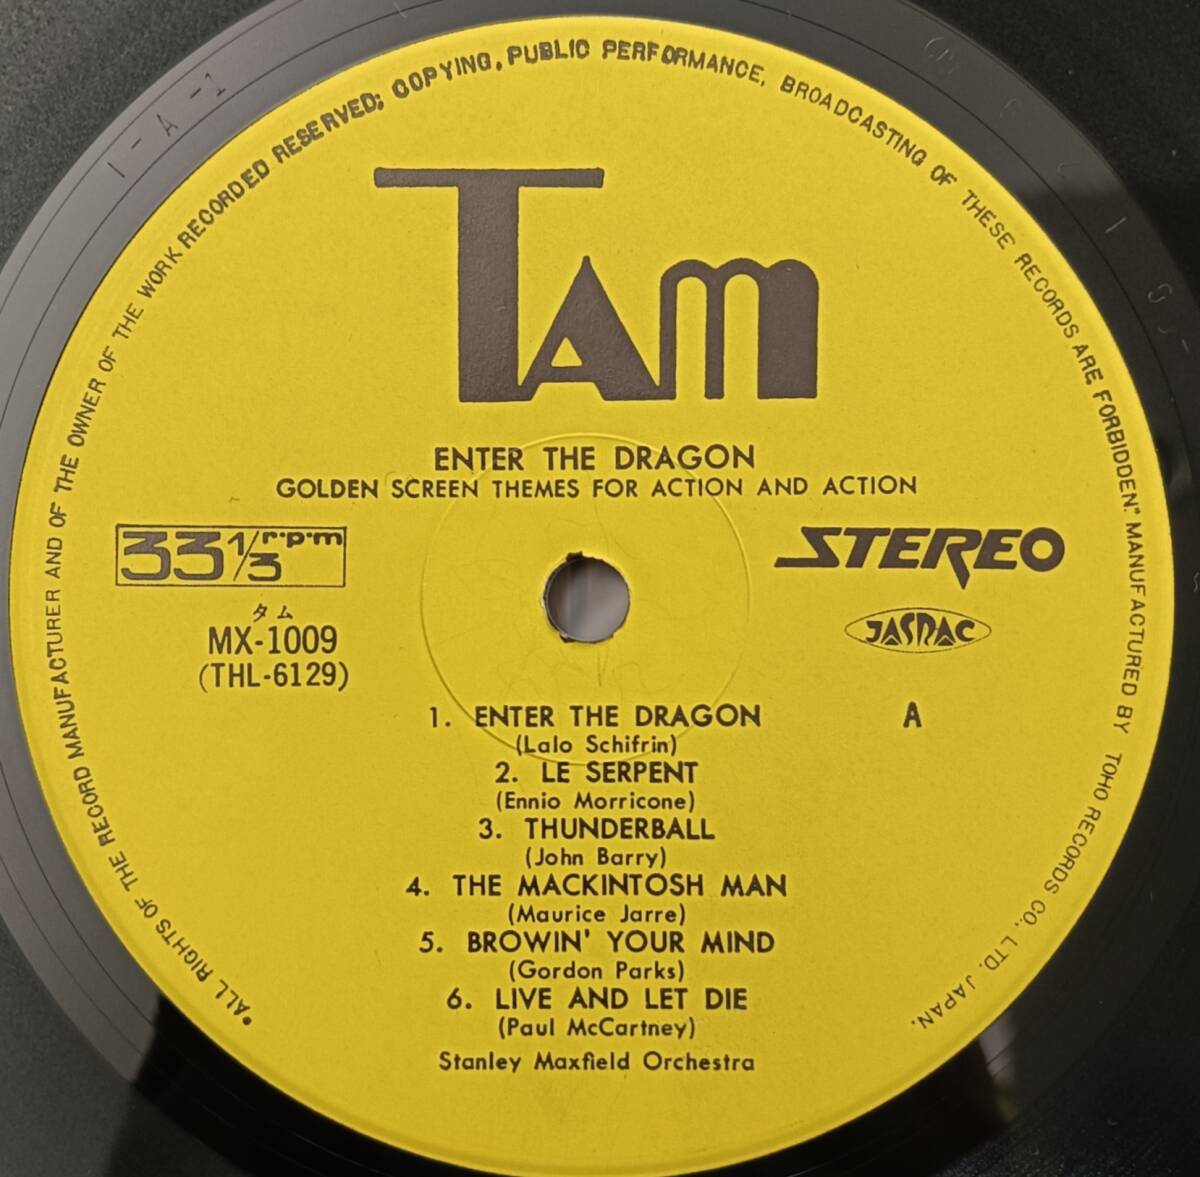 *ALL RIGHTS OF THE RECORD MANUFACTURER AND OF THE OWNER OF THE WORK RECORDED RESERVED; COPYING, PUBLIC PERFORMANCE, BROADCASTING OF THESE RECORDS ARE FORBIDDEN." MANUFACTURED BY TOHO RECORDS CO., LTD. JAPAN.
1-A-1
TAM
ENTER THE DRAGON
GOLDEN SCREEN THEMES FOR ACTION AND ACTION
33 1/3 r·p·m
STEREO
タム
MX-1009
(THL-6129)
JASRAC
A
1. ENTER THE DRAGON
(Lalo Schifrin)
2. LE SERPENT
(Ennio Morricone)
3. THUNDERBALL
(John Barry)
4. THE MACKINTOSH MAN
(Maurice Jarre)
5. BROWIN' YOUR MIND
(Gordon Parks)
6. LIVE AND LET DIE
(Paul McCartney)
Stanley Maxfield Orchestra